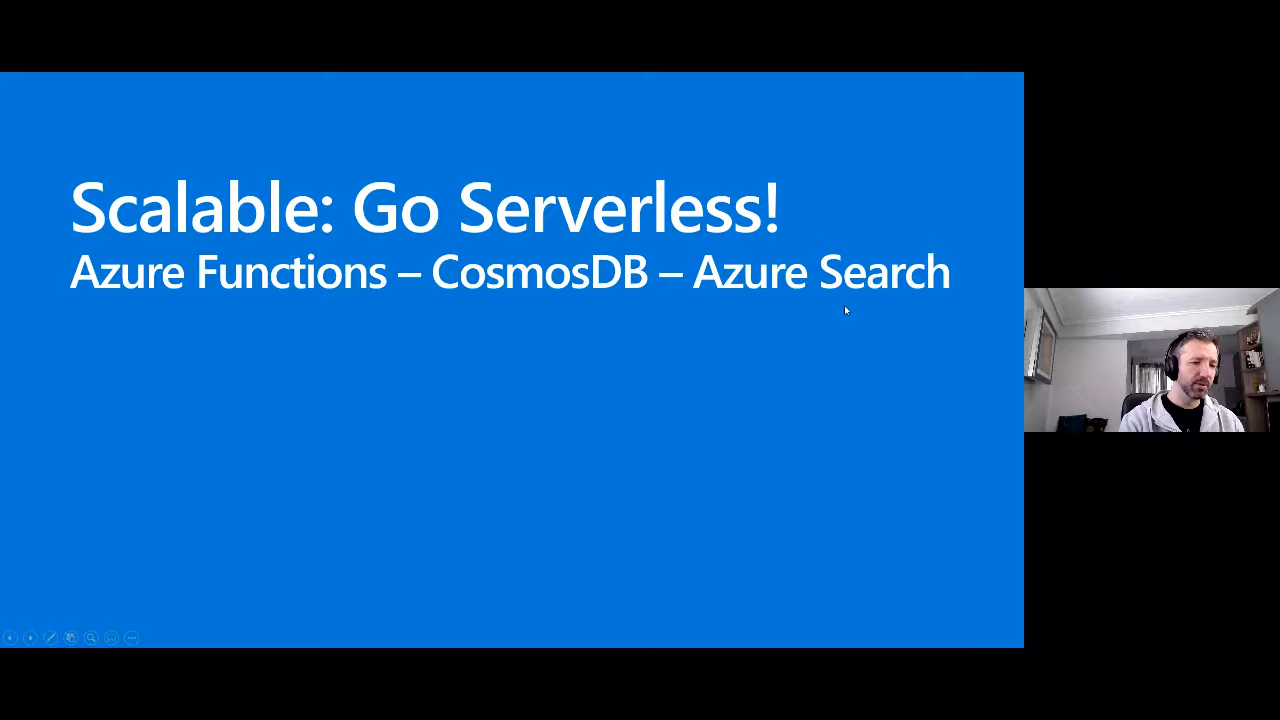 Scalable: Go Serverless!
Azure Functions – CosmosDB – Azure Search